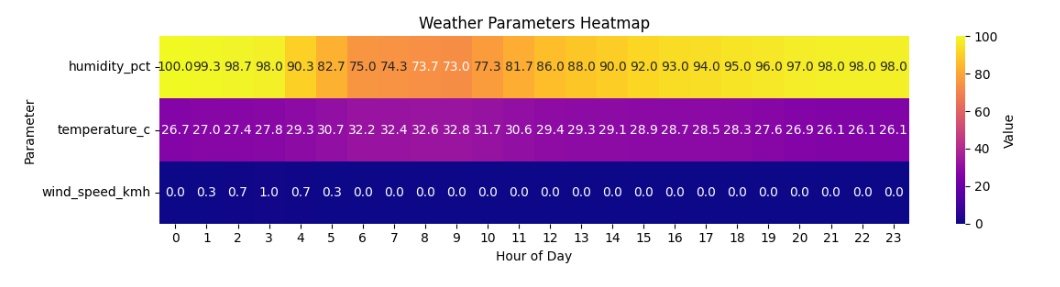 Weather Parameters Heatmap
humidity_pct 100.0 99.3 98.7 98.0 90.3 82.7 75.0 74.3 73.7 73.0 77.3 81.7 86.0 88.0 90.0 92.0 93.0 94.0 95.0 96.0 97.0 98.0 98.0 98.0
temperature_c 26.7 27.0 27.4 27.8 29.3 30.7 32.2 32.4 32.6 32.8 31.7 30.6 29.4 29.3 29.1 28.9 28.7 28.5 28.3 27.6 26.9 26.1 26.1 26.1
wind_speed_kmh 0.0 0.3 0.7 1.0 0.7 0.3 0.0 0.0 0.0 0.0 0.0 0.0 0.0 0.0 0.0 0.0 0.0 0.0 0.0 0.0 0.0 0.0 0.0 0.0
0 1 2 3 4 5 6 7 8 9 10 11 12 13 14 15 16 17 18 19 20 21 22 23
Hour of Day
Parameter
100
80
60
40
20
0
Value